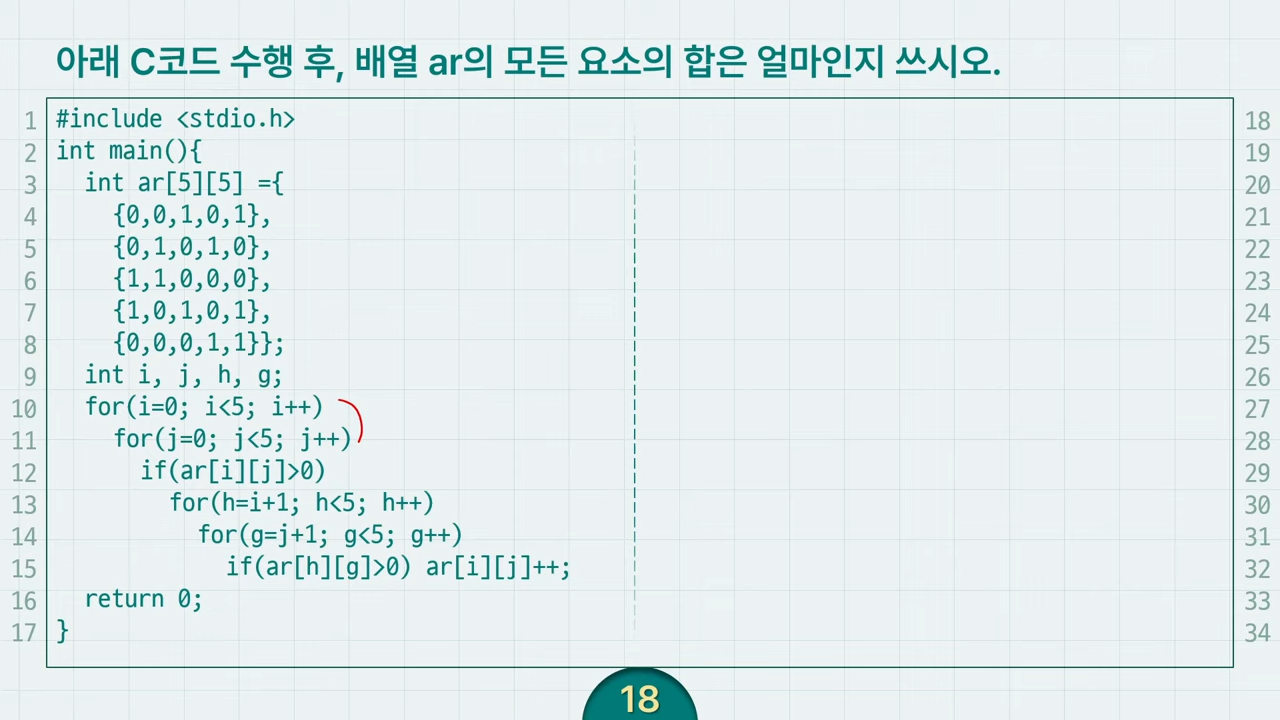 아래 C코드 수행 후, 배열 ar의 모든 요소의 합은 얼마인지 쓰시오.
1 #include <stdio.h> 18
2 int main(){ 19
3 int ar[5][5] ={ 20
4 {0,0,1,0,1}, 21
5 {0,1,0,1,0}, 22
6 {1,1,0,0,0}, 23
7 {1,0,1,0,1}, 24
8 {0,0,0,1,1}}; 25
9 int i, j, h, g; 26
10 for(i=0; i<5; i++) 27
11 for(j=0; j<5; j++) 28
12 if(ar[i][j]>0) 29
13 for(h=i+1; h<5; h++) 30
14 for(g=j+1; g<5; g++) 31
15 if(ar[h][g]>0) ar[i][j]++; 32
16 return 0; 33
17 } 34
18